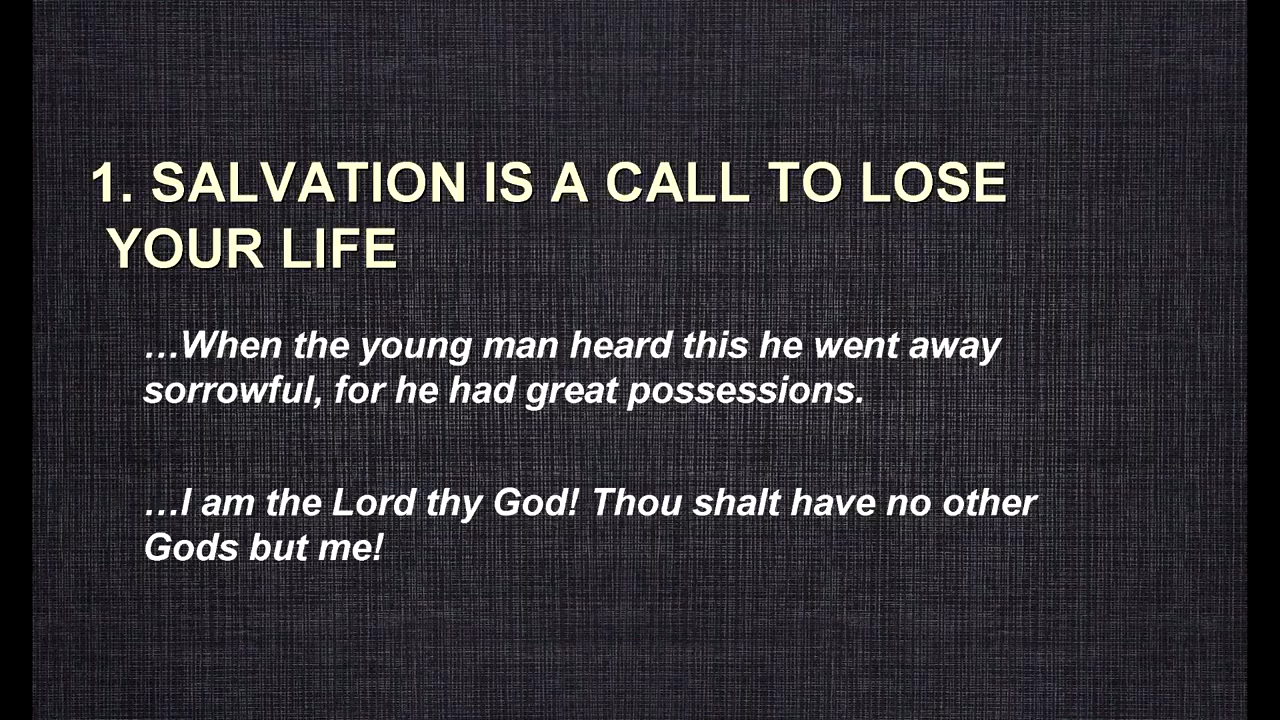 1. SALVATION IS A CALL TO LOSE
YOUR LIFE
…When the young man heard this he went away
sorrowful, for he had great possessions.
…I am the Lord thy God! Thou shalt have no other
Gods but me!